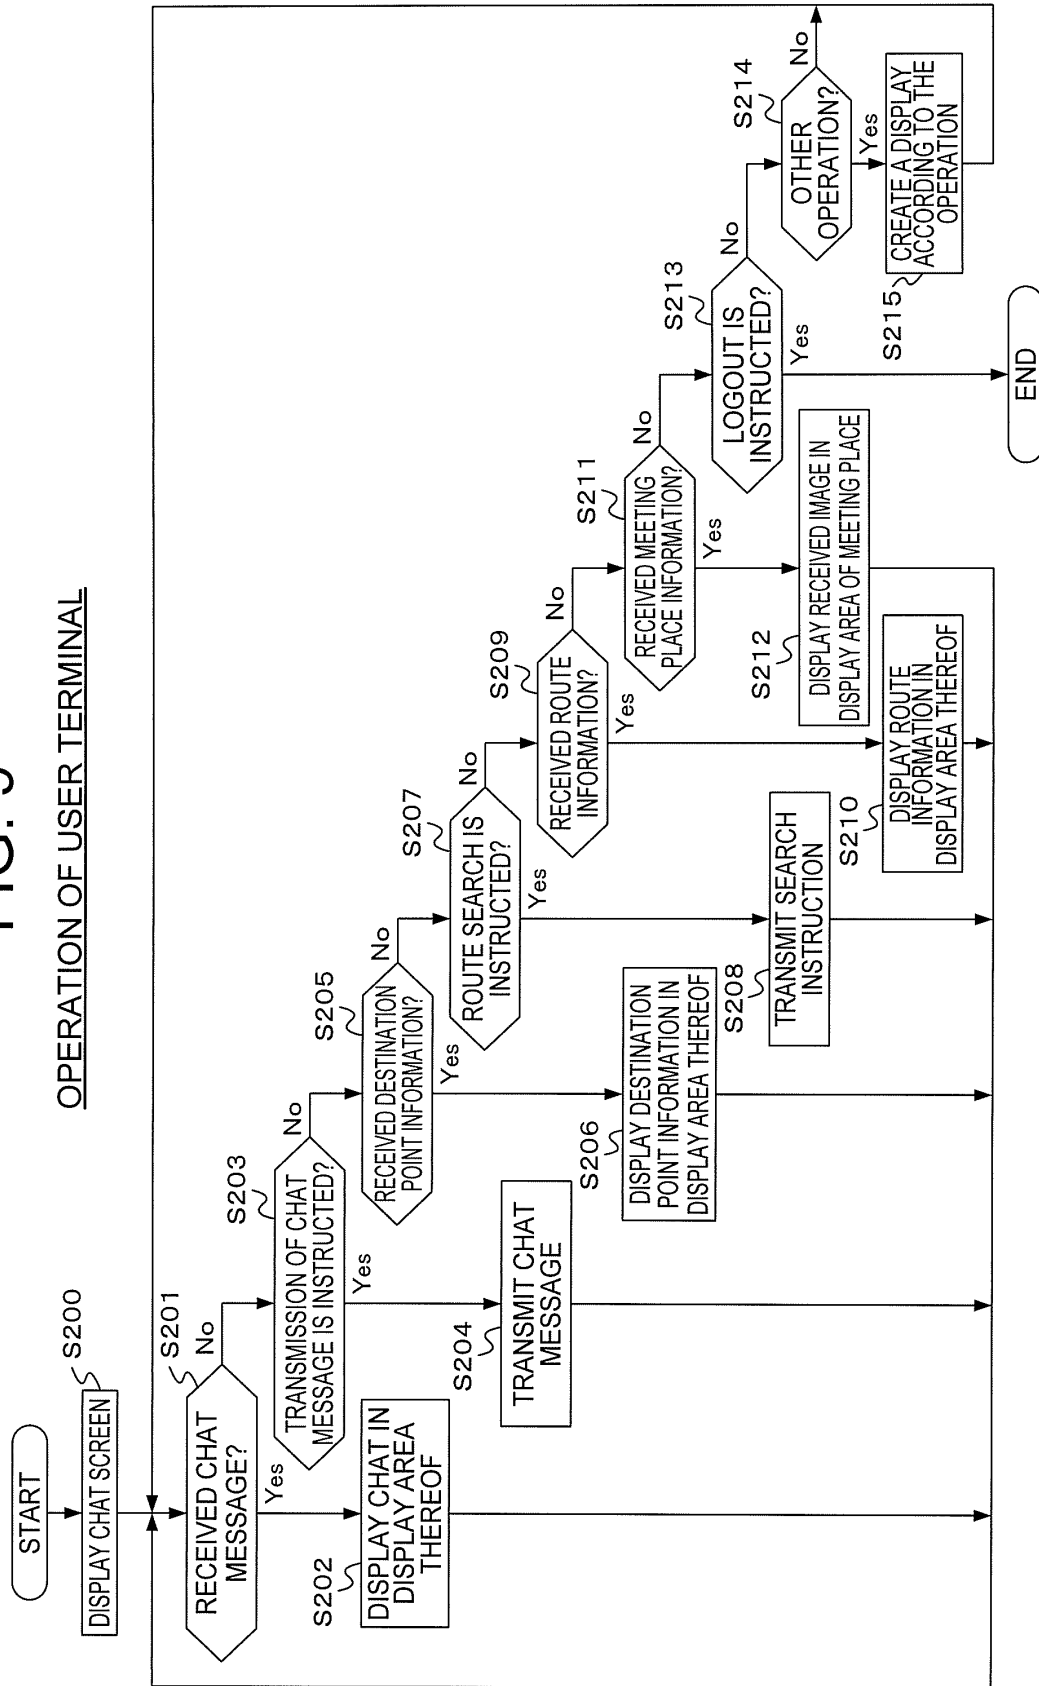 OPERATION OF USER TERMINAL
START
DISPLAY CHAT SCREEN
S200
RECEIVED CHAT
MESSAGE?
S201
No
Yes
DISPLAY CHAT IN
DISPLAY AREA
THEREOF
S202
TRANSMISSION OF CHAT
MESSAGE IS INSTRUCTED?
S203
No
Yes
TRANSMIT CHAT
MESSAGE
S204
RECEIVED DESTINATION
POINT INFORMATION?
S205
No
Yes
DISPLAY DESTINATION
POINT INFORMATION IN
DISPLAY AREA THEREOF
S206
ROUTE SEARCH IS
INSTRUCTED?
S207
No
Yes
TRANSMIT SEARCH
INSTRUCTION
S208
RECEIVED ROUTE
INFORMATION?
S209
No
Yes
DISPLAY ROUTE
INFORMATION IN
DISPLAY AREA THEREOF
S210
RECEIVED MEETING
PLACE INFORMATION?
S211
No
Yes
DISPLAY RECEIVED IMAGE IN
DISPLAY AREA OF MEETING PLACE
S212
LOGOUT IS
INSTRUCTED?
S213
No
Yes
END
OTHER
OPERATION?
S214
No
Yes
CREATE A DISPLAY
ACCORDING TO THE
OPERATION
S215